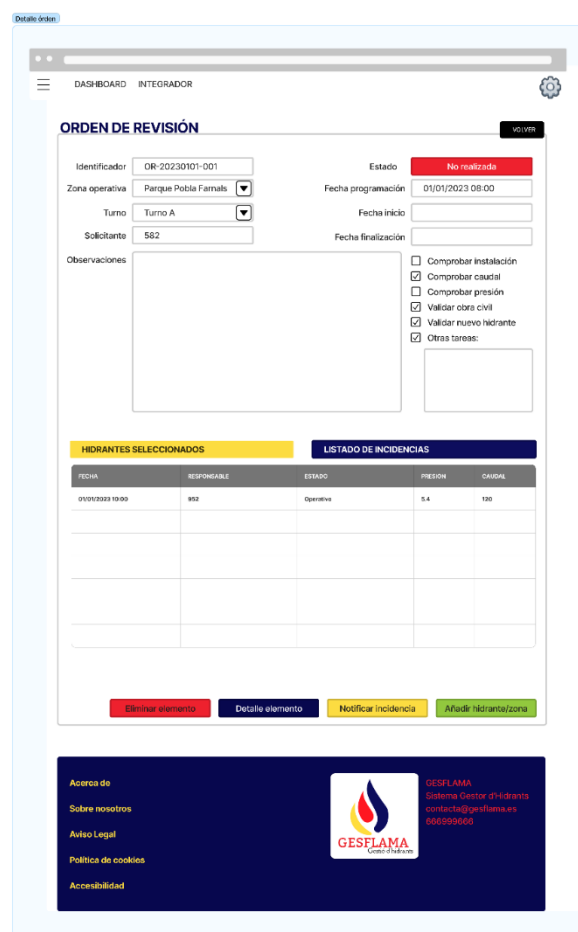 Detalle órden
DASHBOARD INTEGRADOR
ORDEN DE REVISIÓN
VOLVER
Identificador OR-20230101-001
Estado No realizada
Zona operativa Parque Pobla Farnals
Fecha programación 01/01/2023 08:00
Turno Turno A
Fecha inicio
Solicitante 582
Fecha finalización
Observaciones
Comprobar instalación
Comprobar caudal
Comprobar presión
Validar obra civil
Validar nuevo hidrante
Otras tareas:
HIDRANTES SELECCIONADOS
LISTADO DE INCIDENCIAS
FECHA RESPONSABLE ESTADO PRESIÓN CAUDAL
01/01/2023 10:00 952 Operativo 5.4 120
Eliminar elemento
Detalle elemento
Notificar incidencia
Añadir hidrante/zona
Acerca de
Sobre nosotros
Aviso Legal
Política de cookies
Accesibilidad
GESFLAMA
Gestió d'hidrants
GESFLAMA
Sistema Gestor d'Hidrants
contacta@gesflama.es
666999666